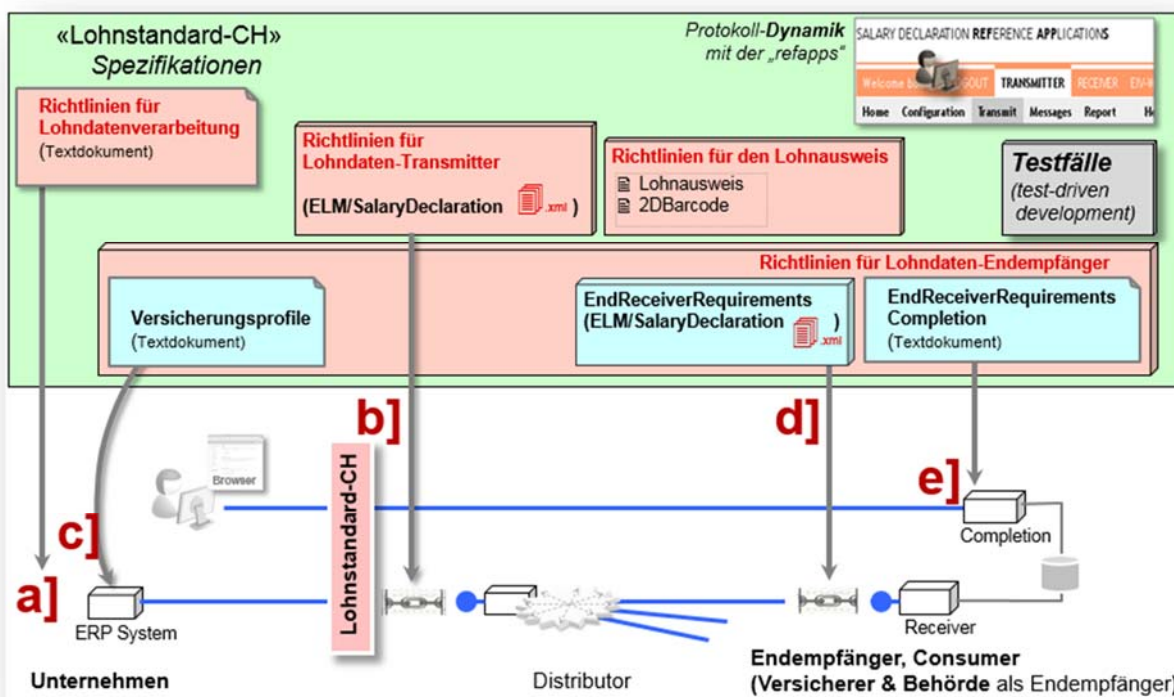 «Lohnstandard-CH»
Spezifikationen
Protokoll-Dynamik
mit der „refapps“
SALARY DECLARATION REFERENCE APPLICATIONS
Welcome
OUT
TRANSMITTER
RECEIVER
Home Configuration Transmit Messages Report
Richtlinien für
Lohndatenverarbeitung
(Textdokument)
Richtlinien für
Lohndaten-Transmitter
(ELM/SalaryDeclaration .xml )
Richtlinien für den Lohnausweis
Lohnausweis
2DBarcode
Testfälle
(test-driven
development)
Richtlinien für Lohndaten-Endempfänger
Versicherungsprofile
(Textdokument)
EndReceiverRequirements
(ELM/SalaryDeclaration )
.xml
EndReceiverRequirements
Completion
(Textdokument)
b]
d]
Browser
Lohnstandard-CH
e]
Completion
c]
a]
ERP System
Receiver
Unternehmen
Distributor
Endempfänger, Consumer
(Versicherer & Behörde als Endempfänger)